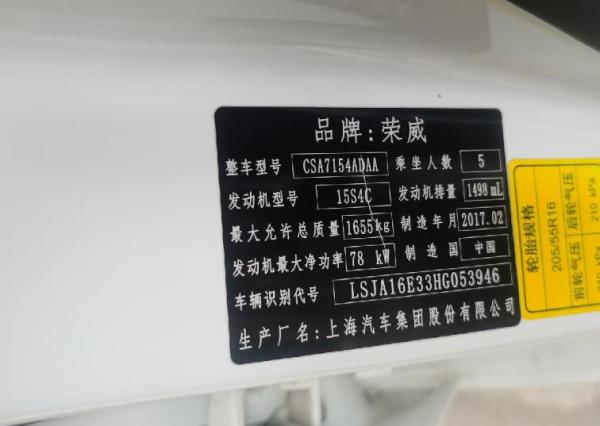 品牌:荣威
整车型号 CSA7154ADAA 乘坐人数 5
发动机型号 15S4C 发动机排量 1498 mL
最大允许总质量 1655kg 制造年月 2017.02
发动机最大净功率 78 kW 制造国 中国
车辆识别代号 LSJA16E33HG053946
生产厂名:上海汽车集团股份有限公司
轮胎规格
205/55R16
前轮气压 后轮气压
210 kPa